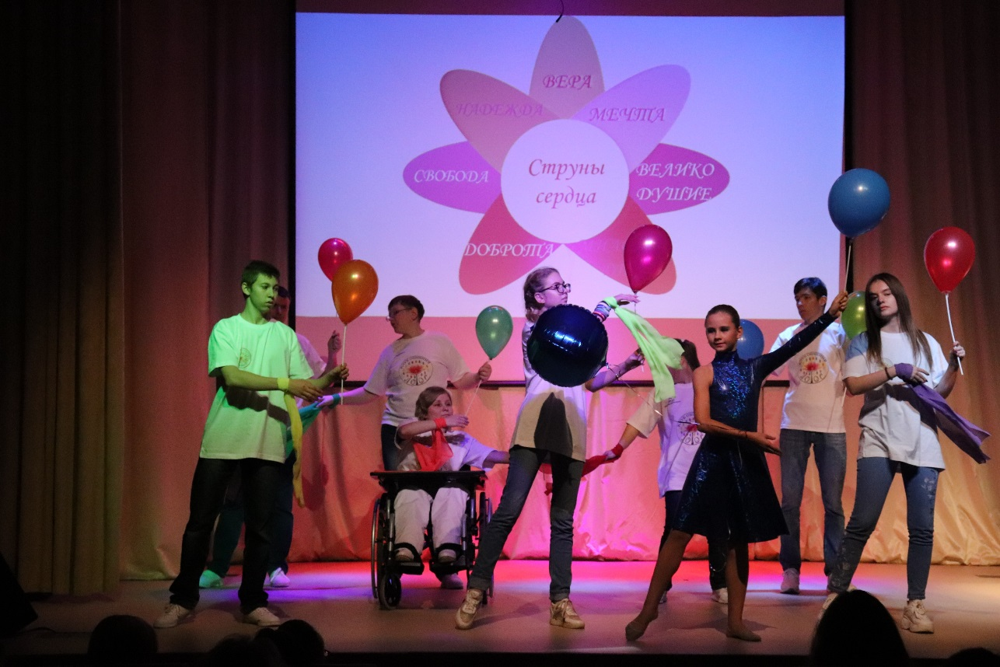 ВЕРА
НАДЕЖДА
МЕЧТА
СВОБОДА
Струны
сердца
ВЕЛИКО
ДУШИЕ
ДОБРОТА